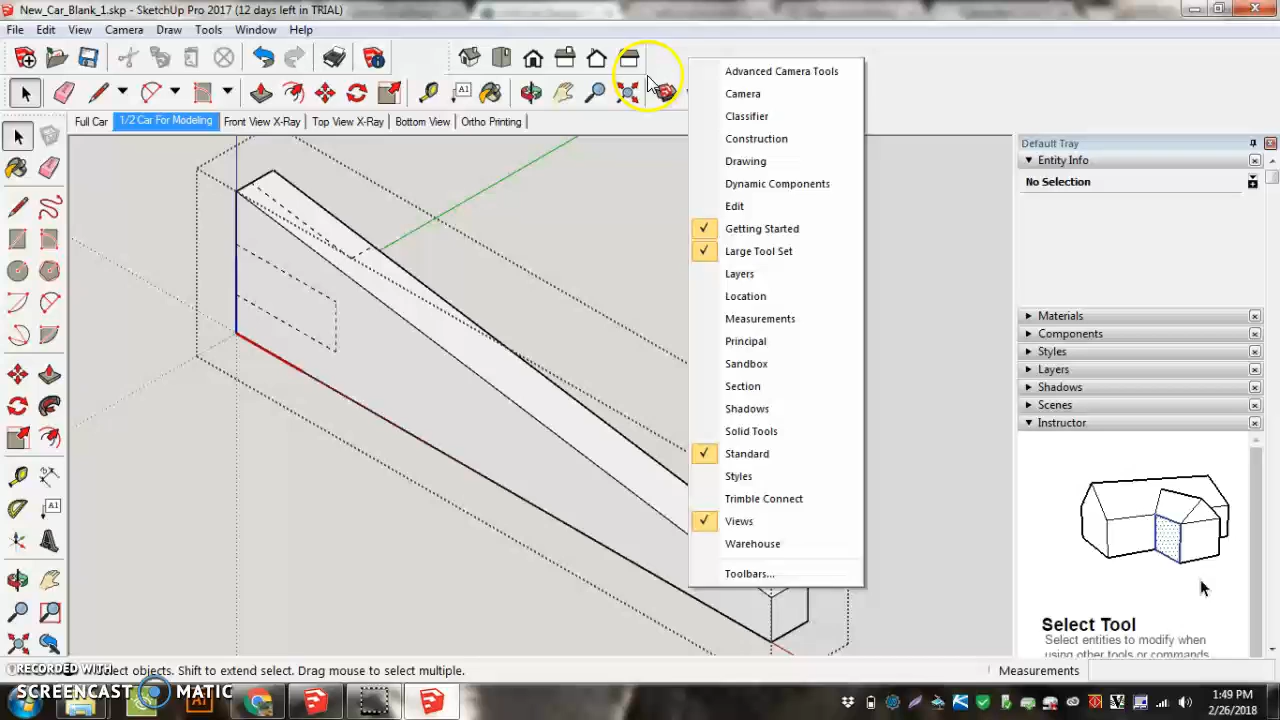 New_Car_Blank_1.skp - SketchUp Pro 2017 (12 days left in TRIAL)
File Edit View Camera Draw Tools Window Help
A1
Full Car 1/2 Car For Modeling Front View X-Ray Top View X-Ray Bottom View Ortho Printing
Advanced Camera Tools
Camera
Classifier
Construction
Drawing
Dynamic Components
Edit
Getting Started
Large Tool Set
Layers
Location
Measurements
Principal
Sandbox
Section
Shadows
Solid Tools
Standard
Styles
Trimble Connect
Views
Warehouse
Toolbars...
Default Tray
Entity Info
No Selection
Materials
Components
Styles
Layers
Shadows
Scenes
Instructor
Select Tool
Select entities to modify when
using other tools or commands.
A1
Select objects. Shift to extend select. Drag mouse to select multiple.
Measurements
RECORDED WITH
SCREENCAST MATIC
Ai
1:49 PM
2/26/2018